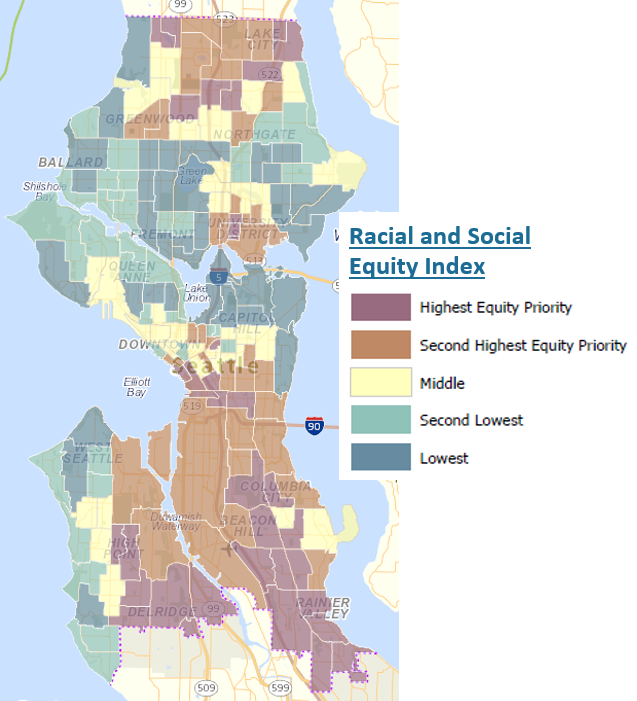 99
523
LAKE
CITY
522
GREENWOOD
NORTHGATE
BALLARD
Green
Lake
Shilshole
Bay
UNIVERSITY
DISTRICT
FREMONT
W
Racial and Social
Equity Index
513
QUEEN
ANNE
5
Lake
Union
Highest Equity Priority
CAPITOL
HILL
Second Highest Equity Priority
DOWNTOWN
Seattle
Middle
Elliott
Bay
519
Second Lowest
90
WEST
SEATTLE
Lowest
COLUMBIA
CITY
Duwamish
Waterway
BEACON
HILL
HIGH
POINT
DELRIDGE
99
RAINIER
VALLEY
509
599